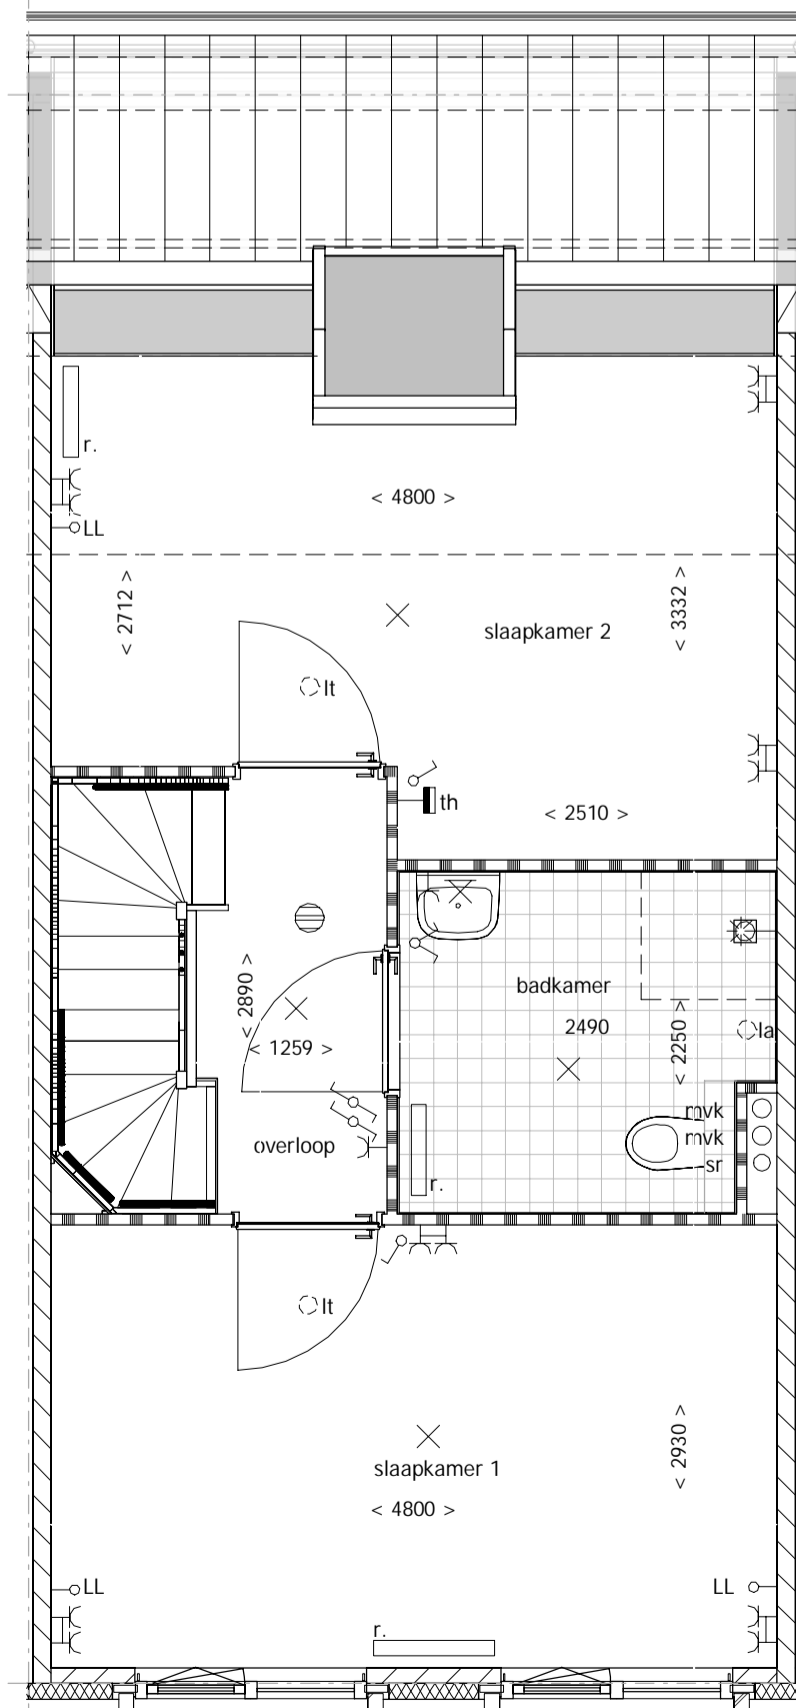 r.
< 4800 >
LL
< 2712 >
< 3332 >
slaapkamer 2
lt
th
< 2510 >
badkamer
< 2890 >
2490
< 2250 >
la
< 1259 >
mvk
mvk
overloop
sr
r.
lt
< 2930 >
slaapkamer 1
< 4800 >
LL
LL
r.